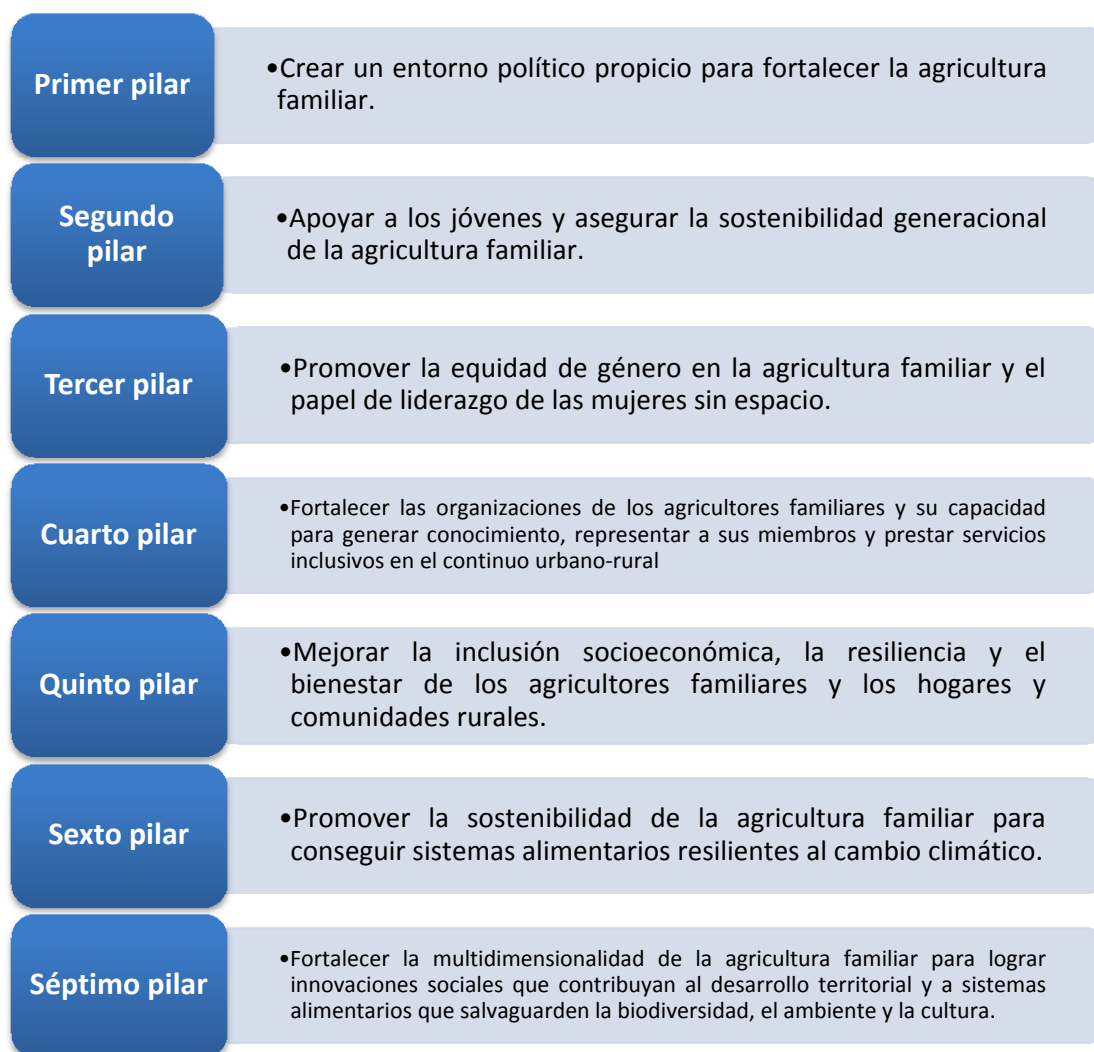 Primer pilar
•Crear un entorno político propicio para fortalecer la agricultura
familiar.
Segundo
pilar
•Apoyar a los jóvenes y asegurar la sostenibilidad generacional
de la agricultura familiar.
Tercer pilar
•Promover la equidad de género en la agricultura familiar y el
papel de liderazgo de las mujeres sin espacio.
Cuarto pilar
•Fortalecer las organizaciones de los agricultores familiares y su capacidad
para generar conocimiento, representar a sus miembros y prestar servicios
inclusivos en el continuo urbano-rural
Quinto pilar
•Mejorar la inclusión socioeconómica, la resiliencia y el
bienestar de los agricultores familiares y los hogares y
comunidades rurales.
Sexto pilar
•Promover la sostenibilidad de la agricultura familiar para
conseguir sistemas alimentarios resilientes al cambio climático.
Séptimo pilar
•Fortalecer la multidimensionalidad de la agricultura familiar para lograr
innovaciones sociales que contribuyan al desarrollo territorial y a sistemas
alimentarios que salvaguarden la biodiversidad, el ambiente y la cultura.